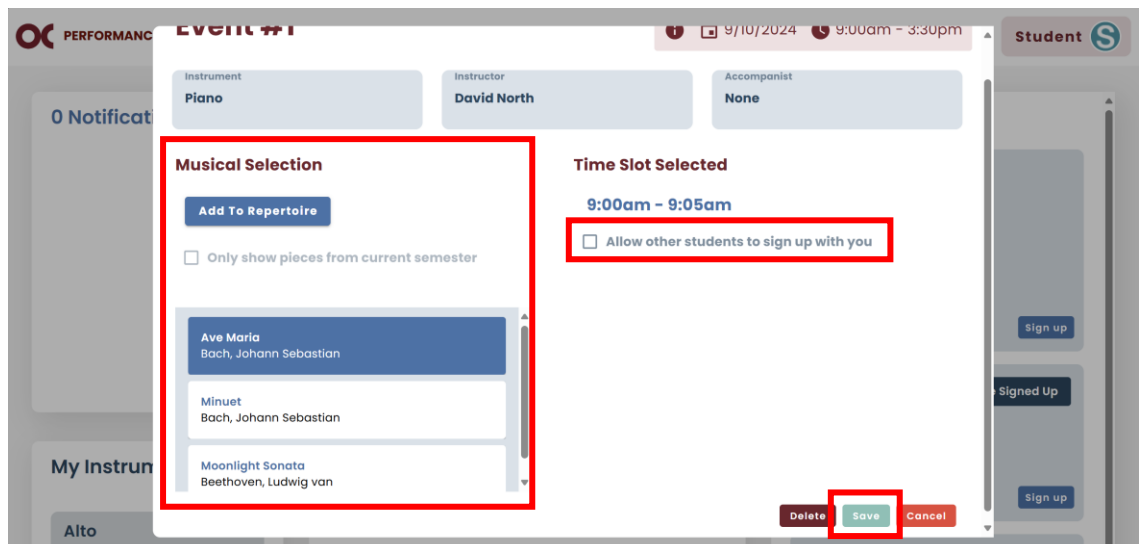 OC PERFORMANC
Event #1
9/10/2024 9:00am - 3:30pm
Student S
Instrument
Piano
Instructor
David North
Accompanist
None
0 Notificati
Musical Selection
Add To Repertoire
Only show pieces from current semester
Ave Maria
Bach, Johann Sebastian
Minuet
Bach, Johann Sebastian
Moonlight Sonata
Beethoven, Ludwig van
Time Slot Selected
9:00am - 9:05am
Allow other students to sign up with you
Sign up
Signed Up
Sign up
My Instrum
Alto
Delete
Save
Cancel